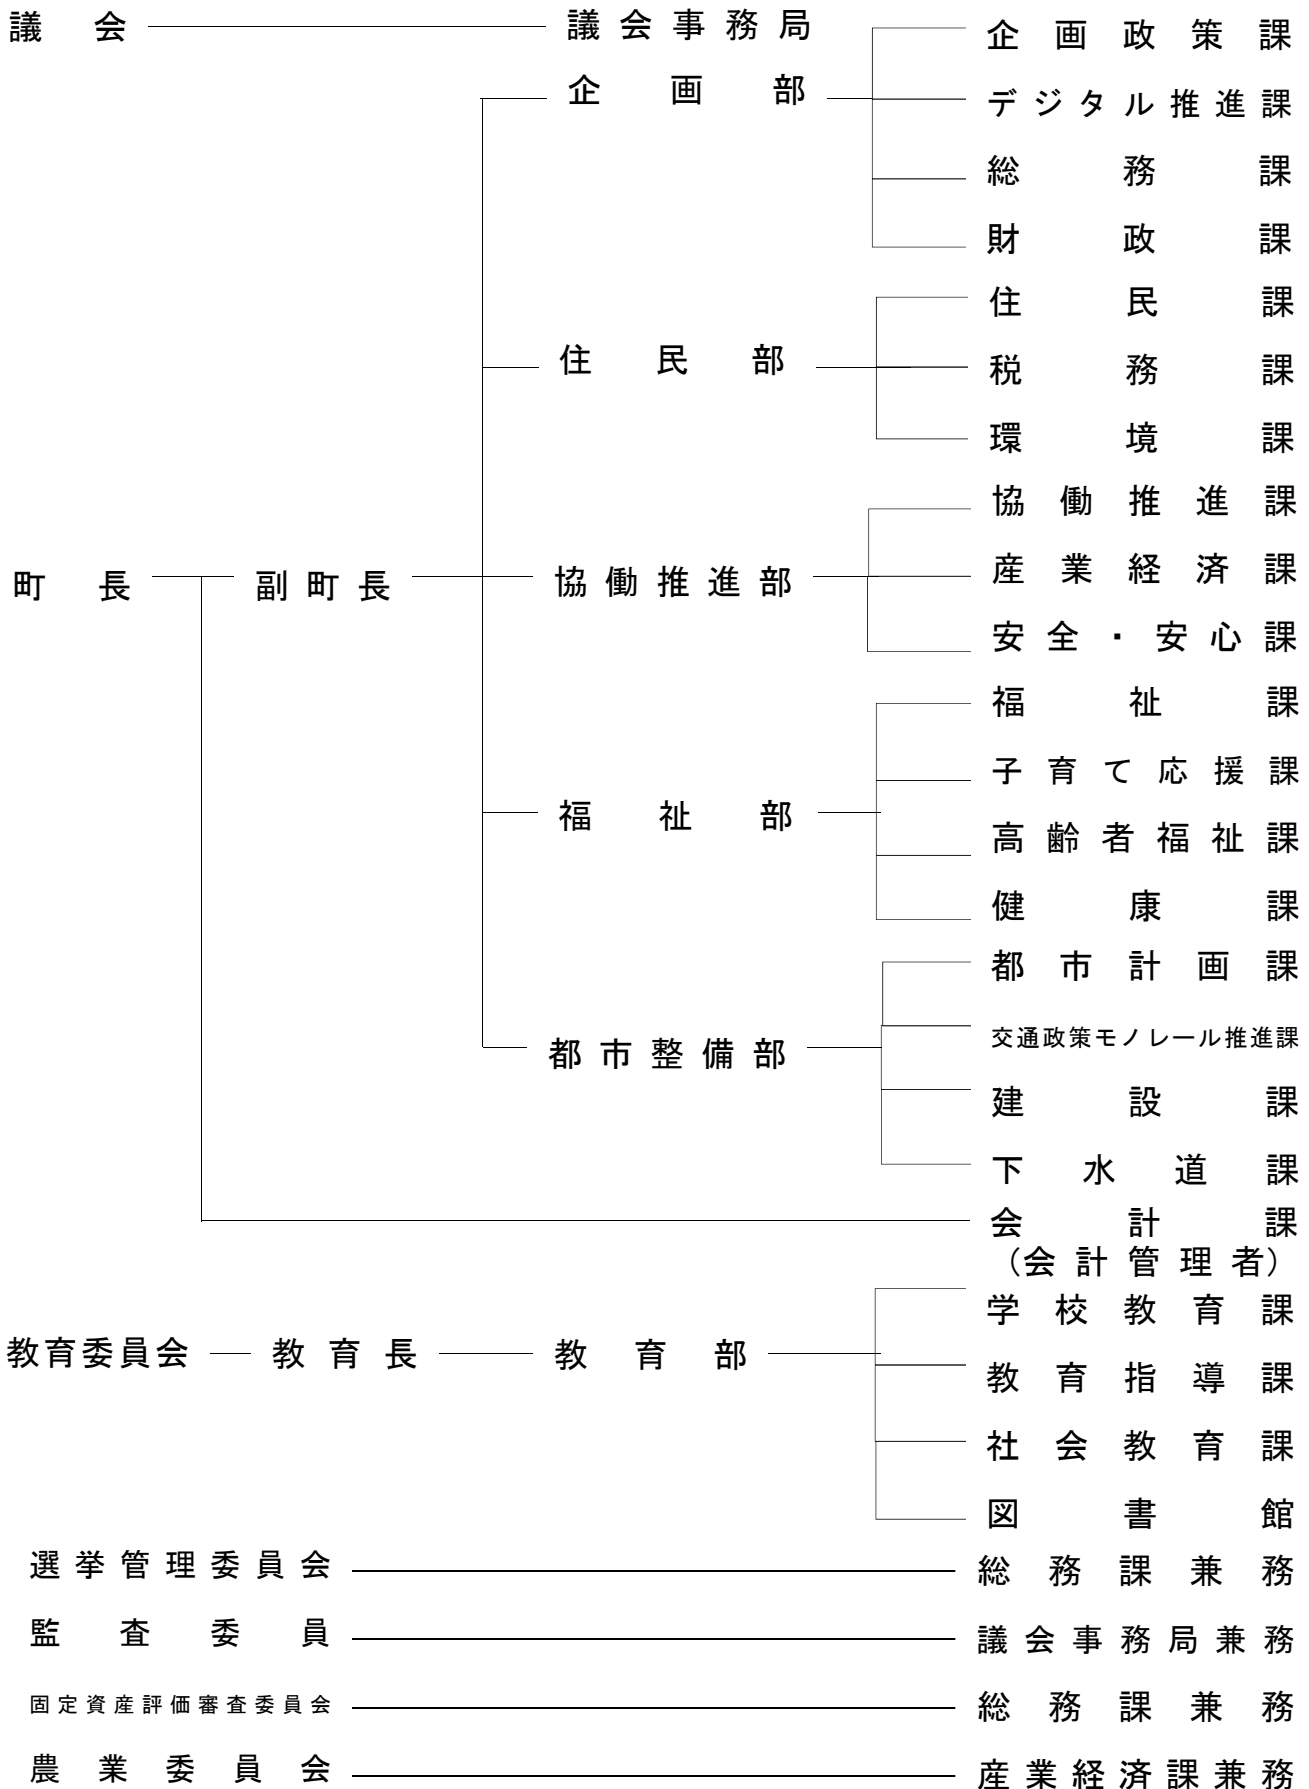 議会 議会事務局
企画部 企画政策課
デジタル推進課
総務課
財政課
住民部 住民課
税務課
環境課
町長 副町長 協働推進部 協働推進課
産業経済課
安全・安心課
福祉部 福祉課
子育て応援課
高齢者福祉課
健康課
都市整備部 都市計画課
交通政策モノレール推進課
建設課
下水道課
会計課
（会計管理者）
教育委員会 教育長 教育部 学校教育課
教育指導課
社会教育課
図書館
選挙管理委員会 総務課兼務
監査委員 議会事務局兼務
固定資産評価審査委員会 総務課兼務
農業委員会 産業経済課兼務